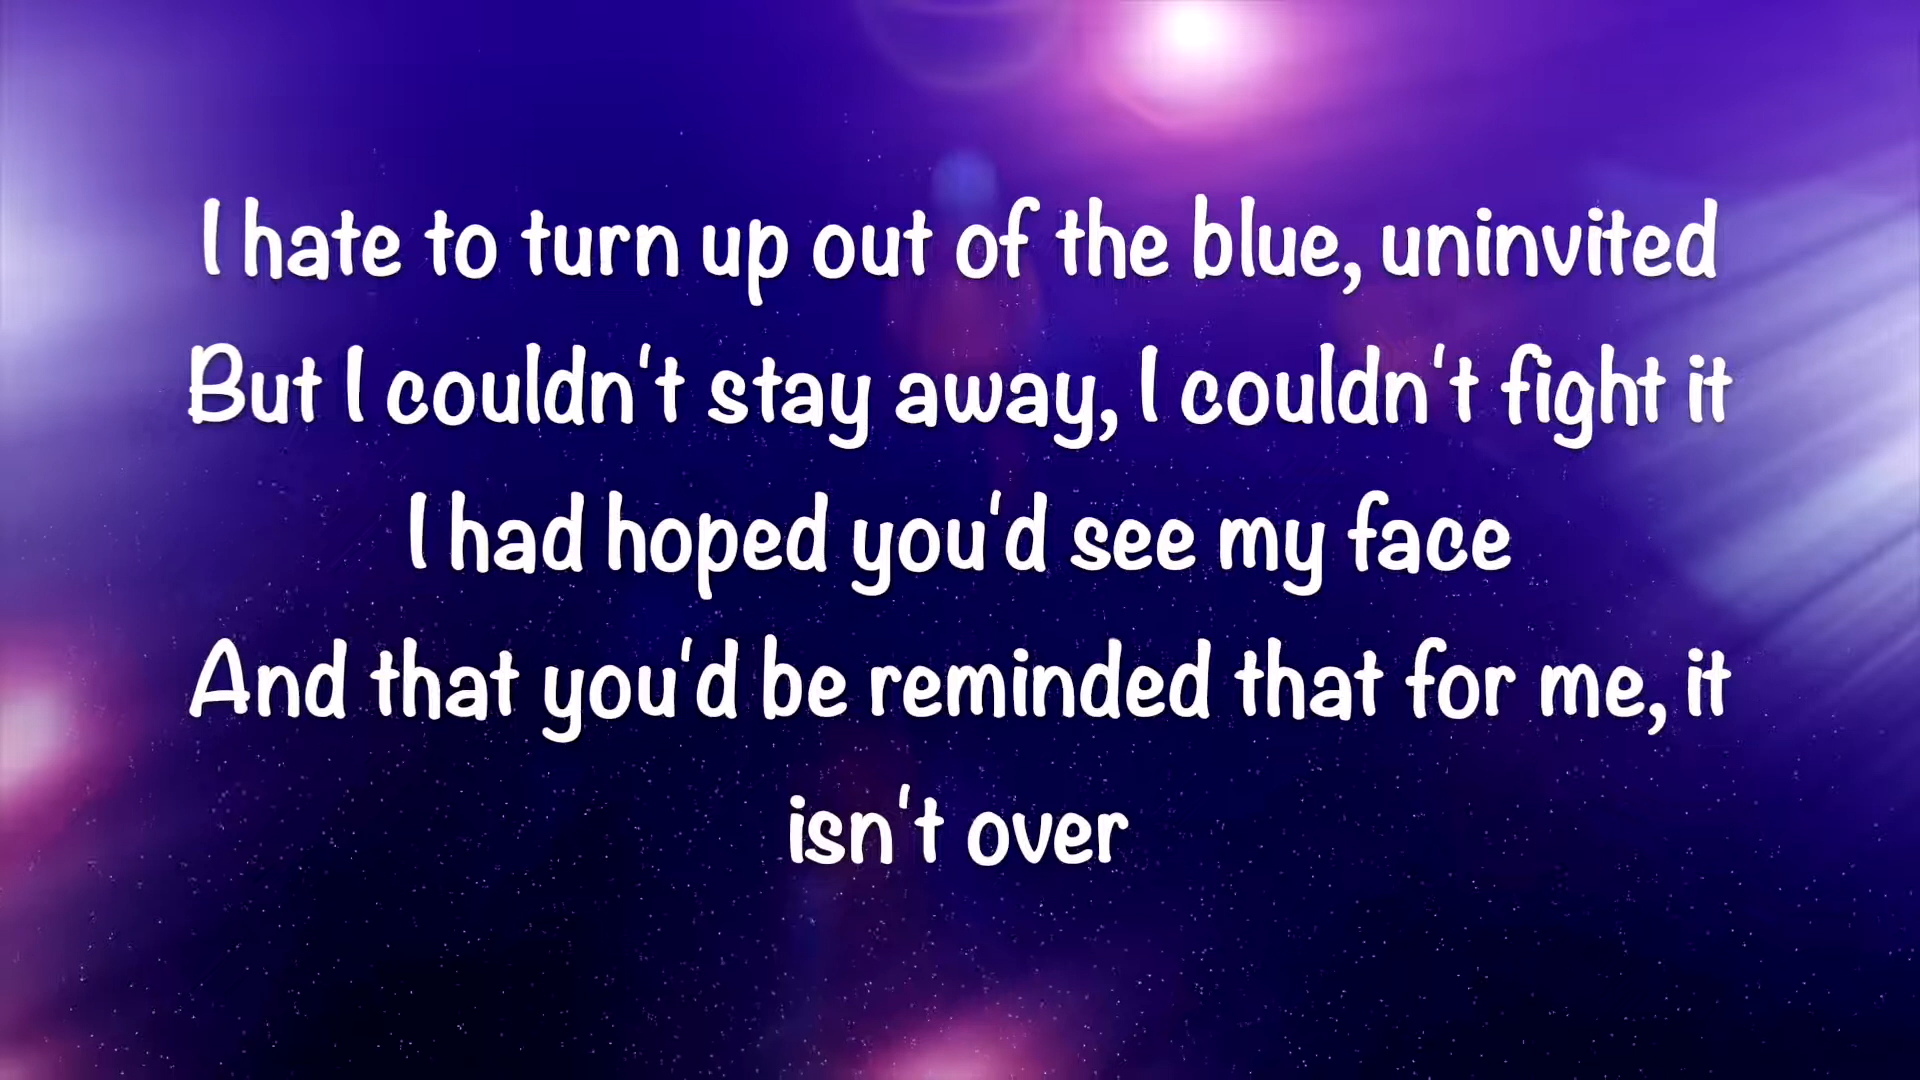 I hate to turn up out of the blue, uninvited
But I couldn't stay away, I couldn't fight it
I had hoped you'd see my face
And that you'd be reminded that for me, it
isn't over